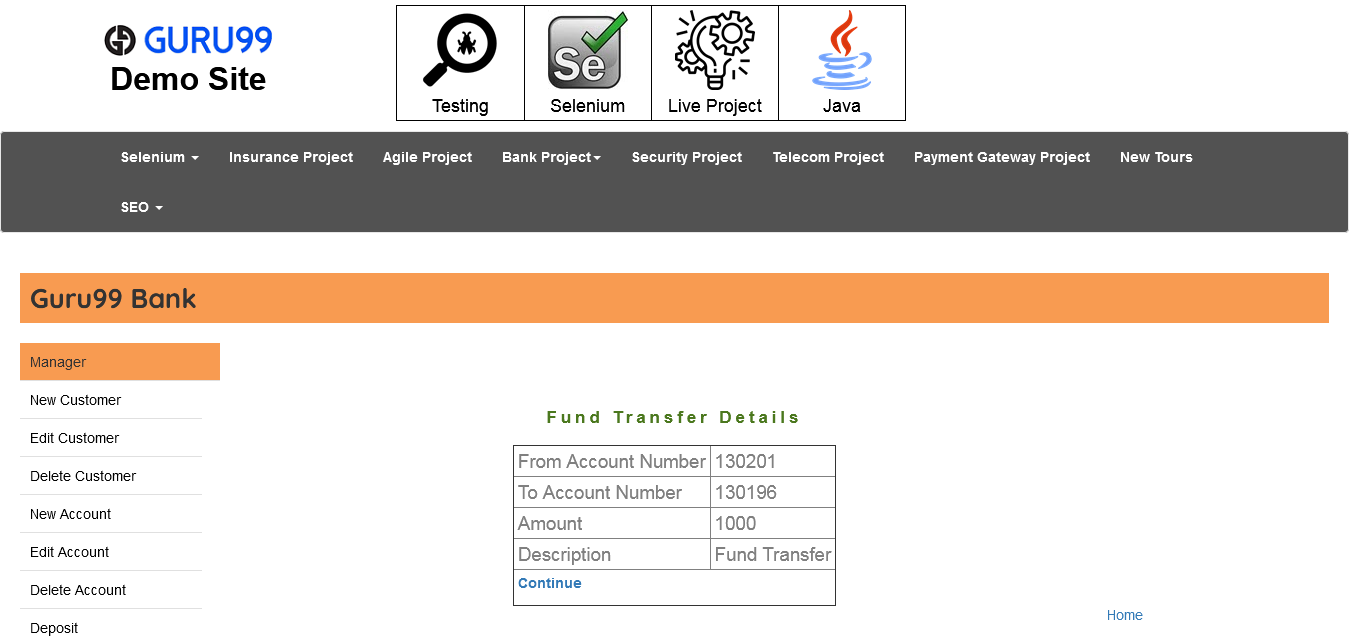 GURU99
Demo Site
Se
Testing Selenium Live Project Java
Selenium Insurance Project Agile Project Bank Project Security Project Telecom Project Payment Gateway Project New Tours
SEO
Guru99 Bank
Manager
New Customer
Edit Customer
Delete Customer
New Account
Edit Account
Delete Account
Deposit
Fund Transfer Details
From Account Number 130201
To Account Number 130196
Amount 1000
Description Fund Transfer
Continue
Home